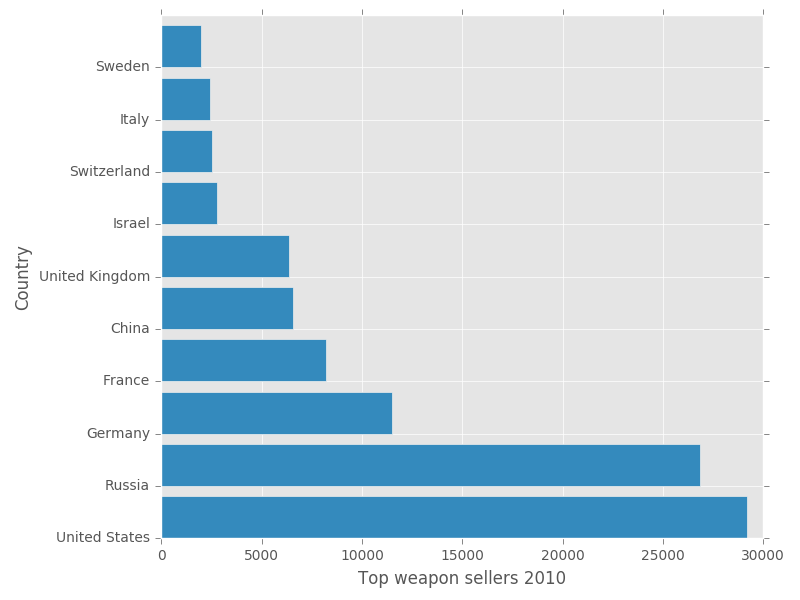 Sweden
Italy
Switzerland
Israel
United Kingdom
China
France
Germany
Russia
United States
Country
0 5000 10000 15000 20000 25000 30000
Top weapon sellers 2010